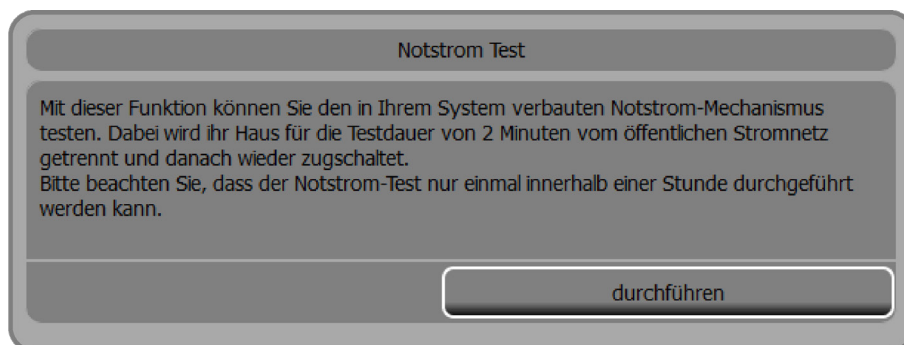 Notstrom Test
Mit dieser Funktion können Sie den in Ihrem System verbauten Notstrom-Mechanismus
testen. Dabei wird ihr Haus für die Testdauer von 2 Minuten vom öffentlichen Stromnetz
getrennt und danach wieder zugschaltet.
Bitte beachten Sie, dass der Notstrom-Test nur einmal innerhalb einer Stunde durchgeführt
werden kann.
durchführen